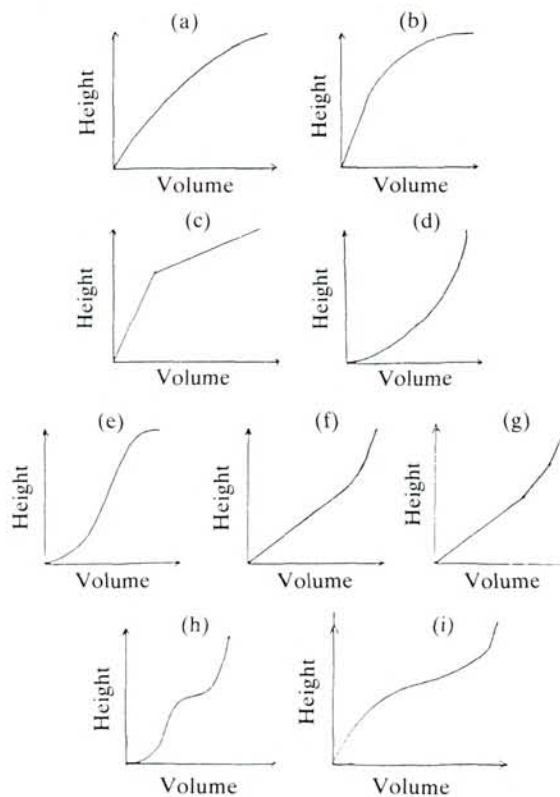 (a) (b)
Height Height
Volume Volume
(c) (d)
Height Height
Volume Volume
(e) (f) (g)
Height Height Height
Volume Volume Volume
(h) (i)
Height Height
Volume Volume